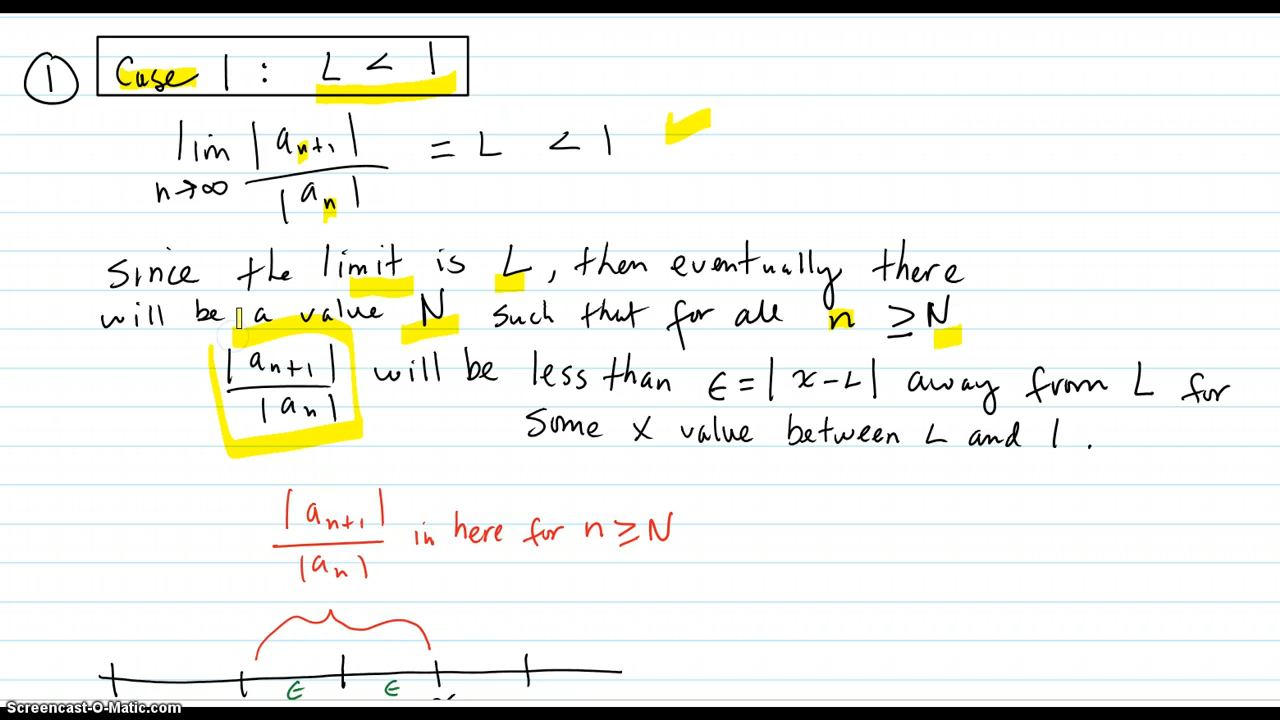 ① Case 1 : L < 1
lim |aₙ₊₁| / |aₙ| = L < 1
n→∞
Since the limit is L, then eventually there
will be a value N such that for all n ≥ N
|aₙ₊₁| / |aₙ| will be less than ϵ = |x-L| away from L for
some x value between L and 1.
|aₙ₊₁| / |aₙ| in here for n ≥ N
ϵ ϵ
Screencast-O-Matic.com